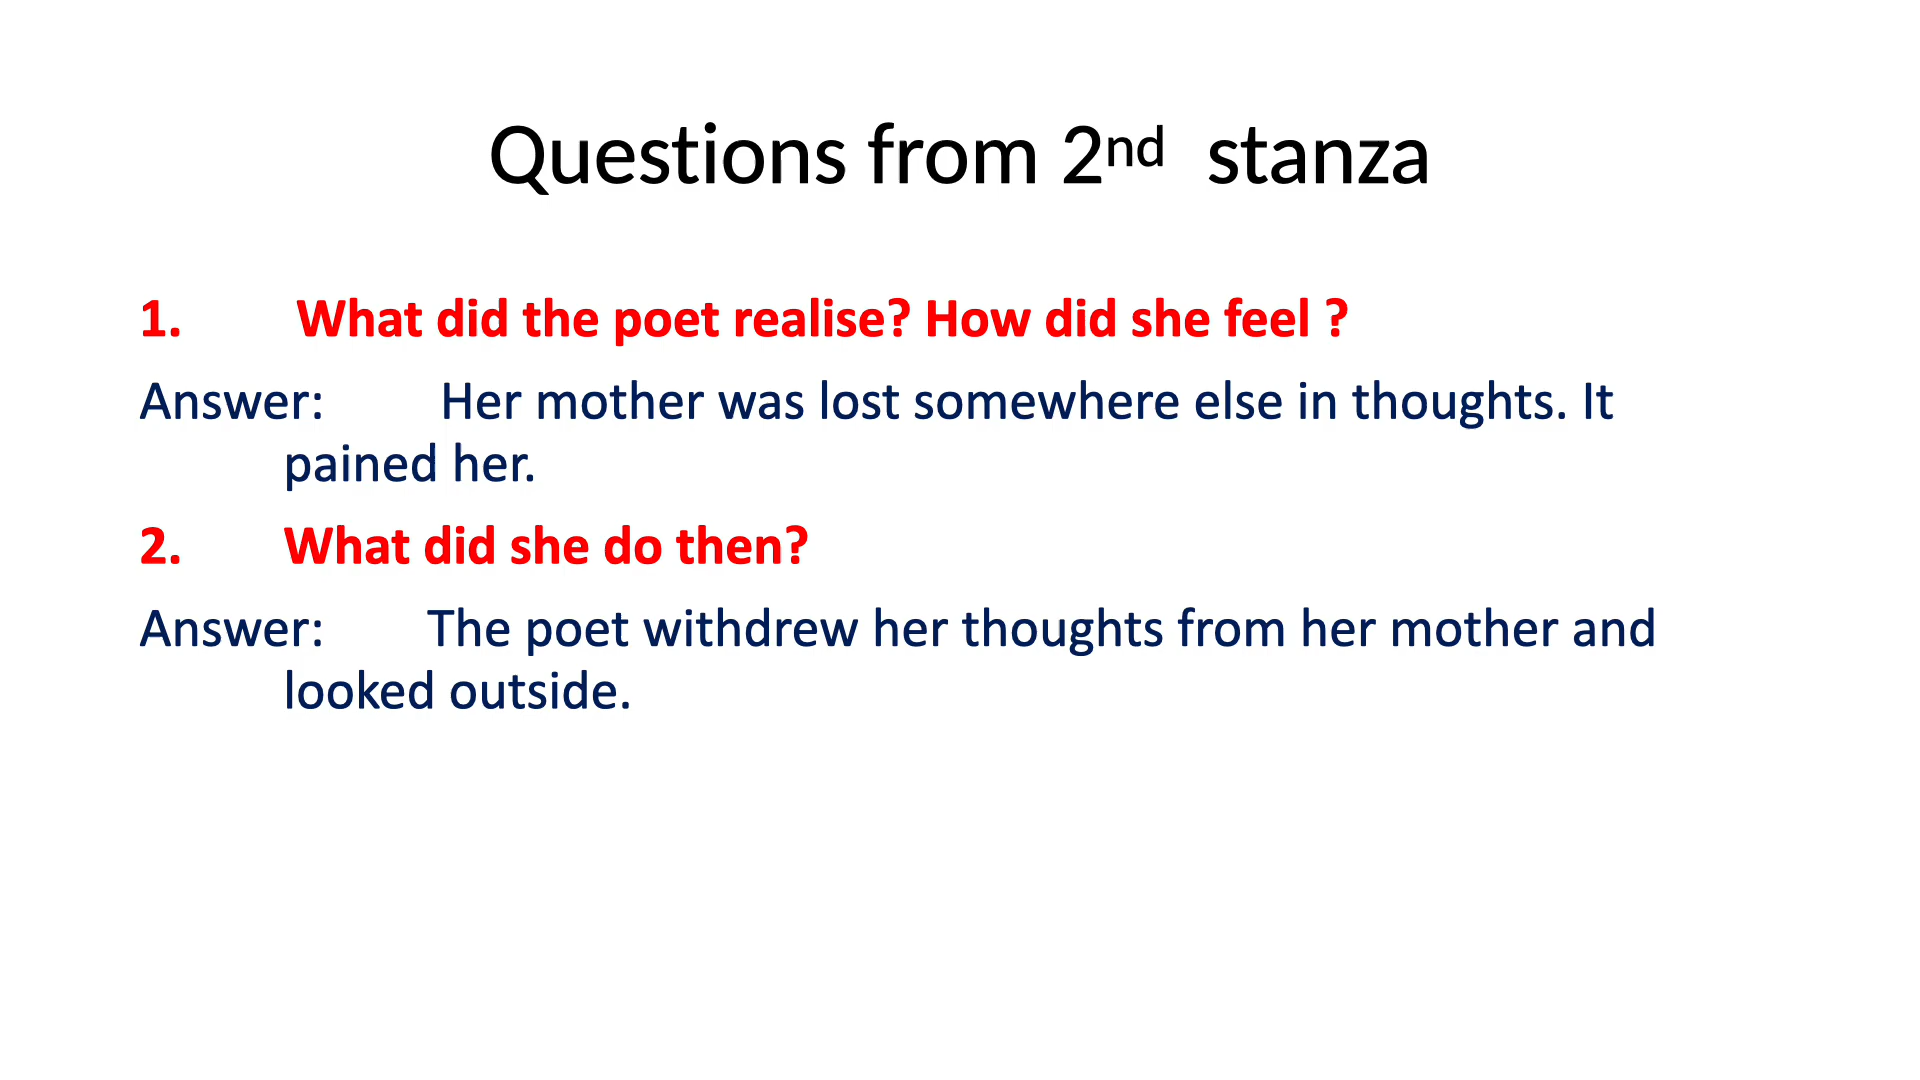 Questions from 2nd stanza
1. What did the poet realise? How did she feel ?
Answer: Her mother was lost somewhere else in thoughts. It
pained her.
2. What did she do then?
Answer: The poet withdrew her thoughts from her mother and
looked outside.